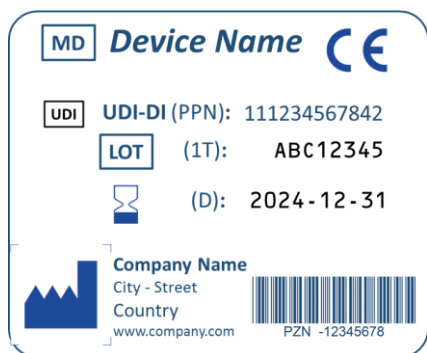 MD Device Name CE
UDI UDI-DI (PPN): 111234567842
LOT (1T): ABC12345
(D): 2024-12-31
Company Name
City - Street
Country
www.company.com
PZN -12345678